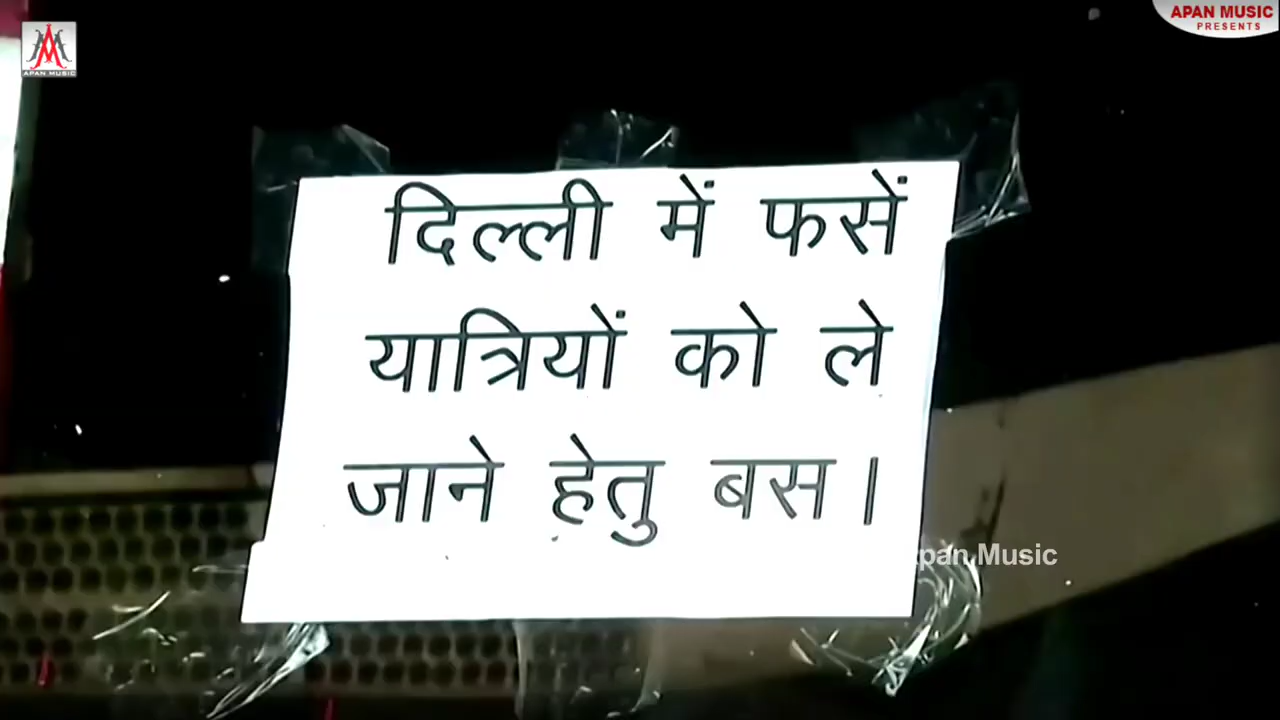 APAN MUSIC
APAN MUSIC
PRESENTS
दिल्ली में फसें
यात्रियों को ले
जाने हेतु बस।
pan Music